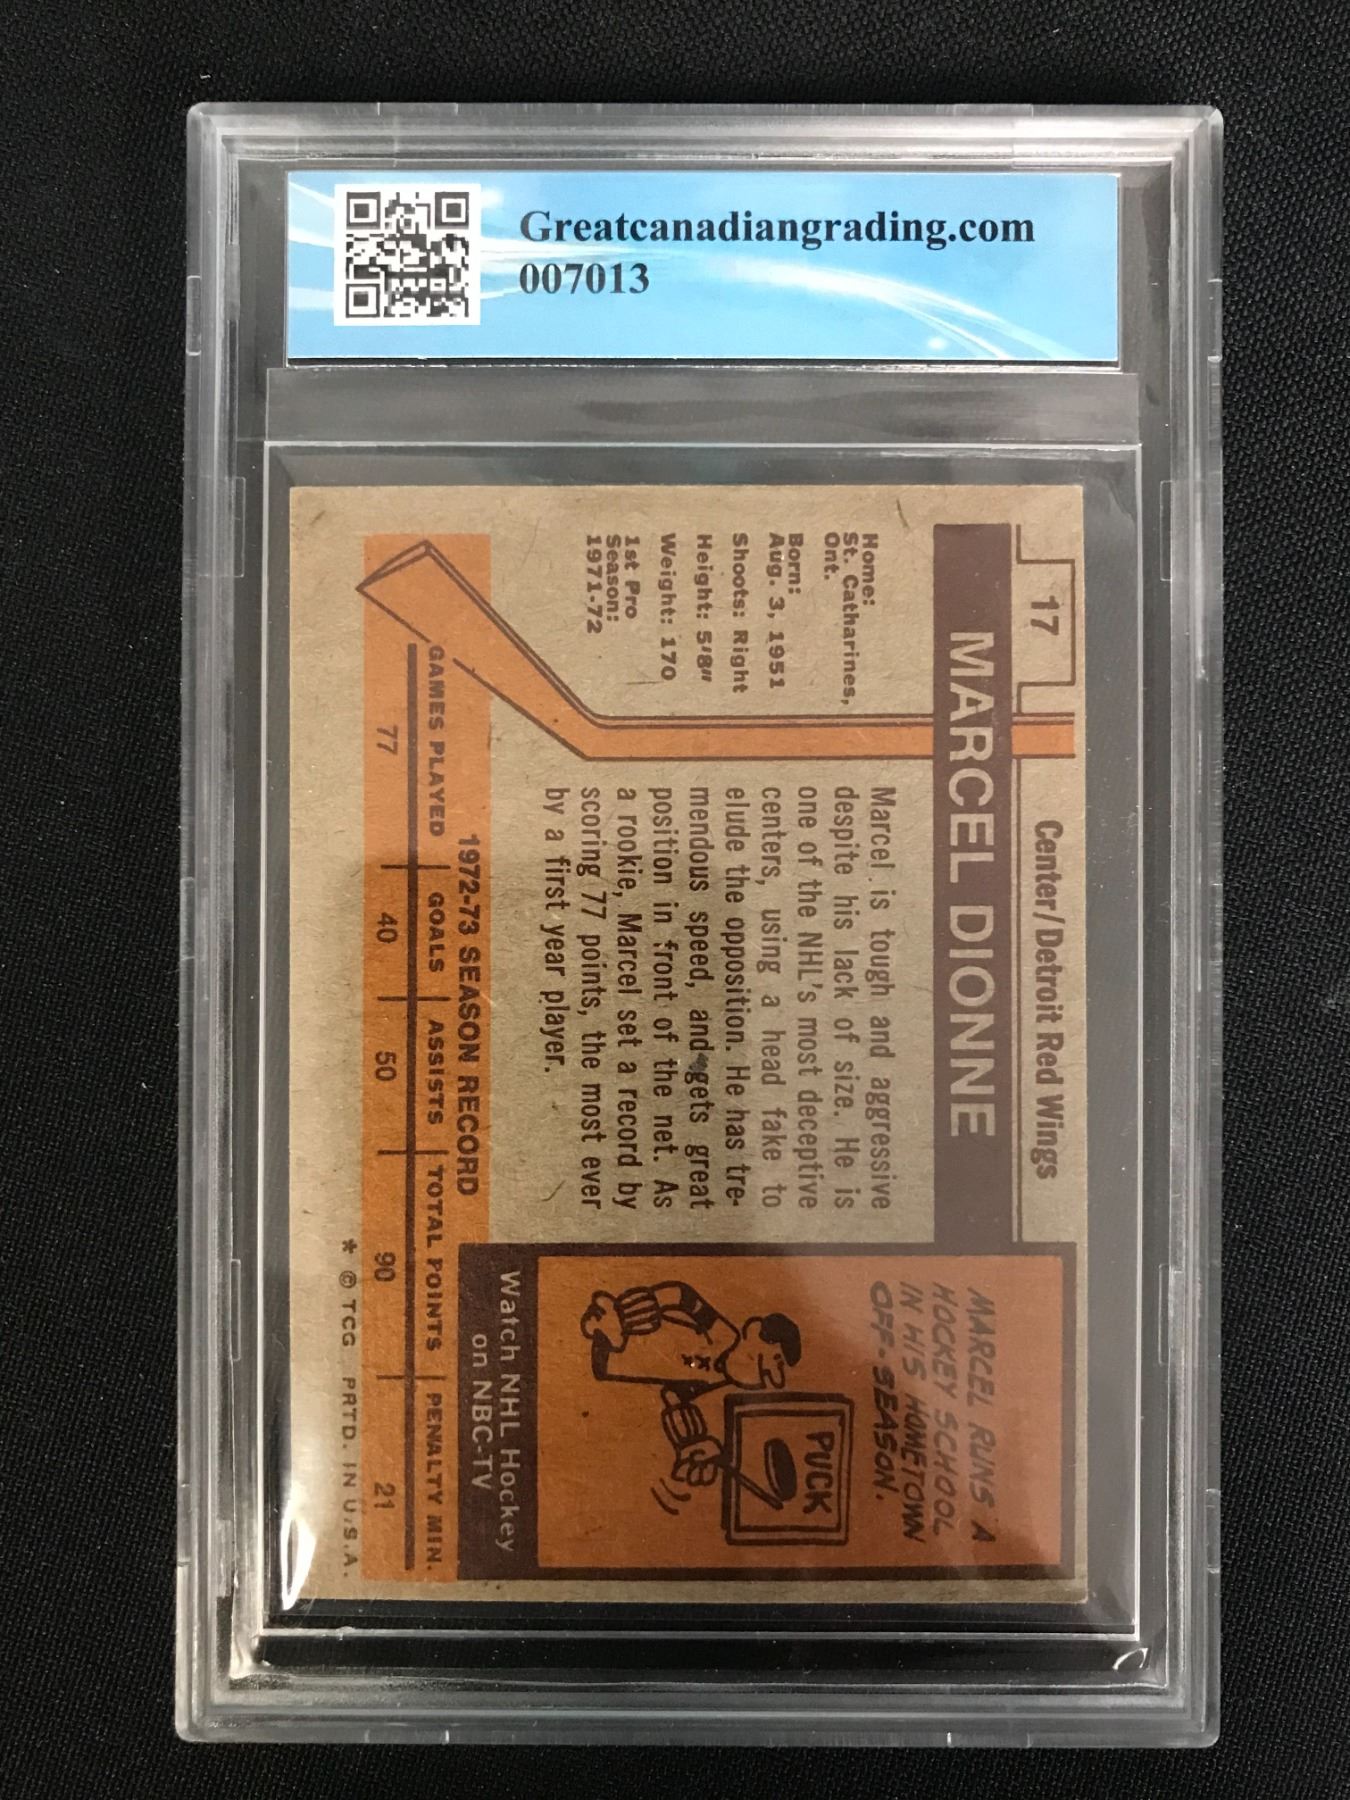 Greatcanadiangrading.com
007013
17
Center/Detroit Red Wings
MARCEL DIONNE
Home:
St. Catharines,
Ont.
Born:
Aug. 3, 1951
Shoots: Right
Height: 5'8"
Weight: 170
1st Pro
Season:
1971-72
Marcel is tough and aggressive
despite his lack of size. He is
one of the NHL's most deceptive
centers, using a head fake to
elude the opposition. He has tre-
mendous speed, and gets great
position in front of the net. As
a rookie, Marcel set a record by
scoring 77 points, the most ever
by a first year player.
MARCEL RUNS A
HOCKEY SCHOOL
IN HIS HOMETOWN
OFF-SEASON.
PUCK
Watch NHL Hockey
on NBC-TV
1972-73 SEASON RECORD
GAMES PLAYED GOALS ASSISTS TOTAL POINTS PENALTY MIN.
77 40 50 90 21
* © TCG PRTD. IN U.S.A.